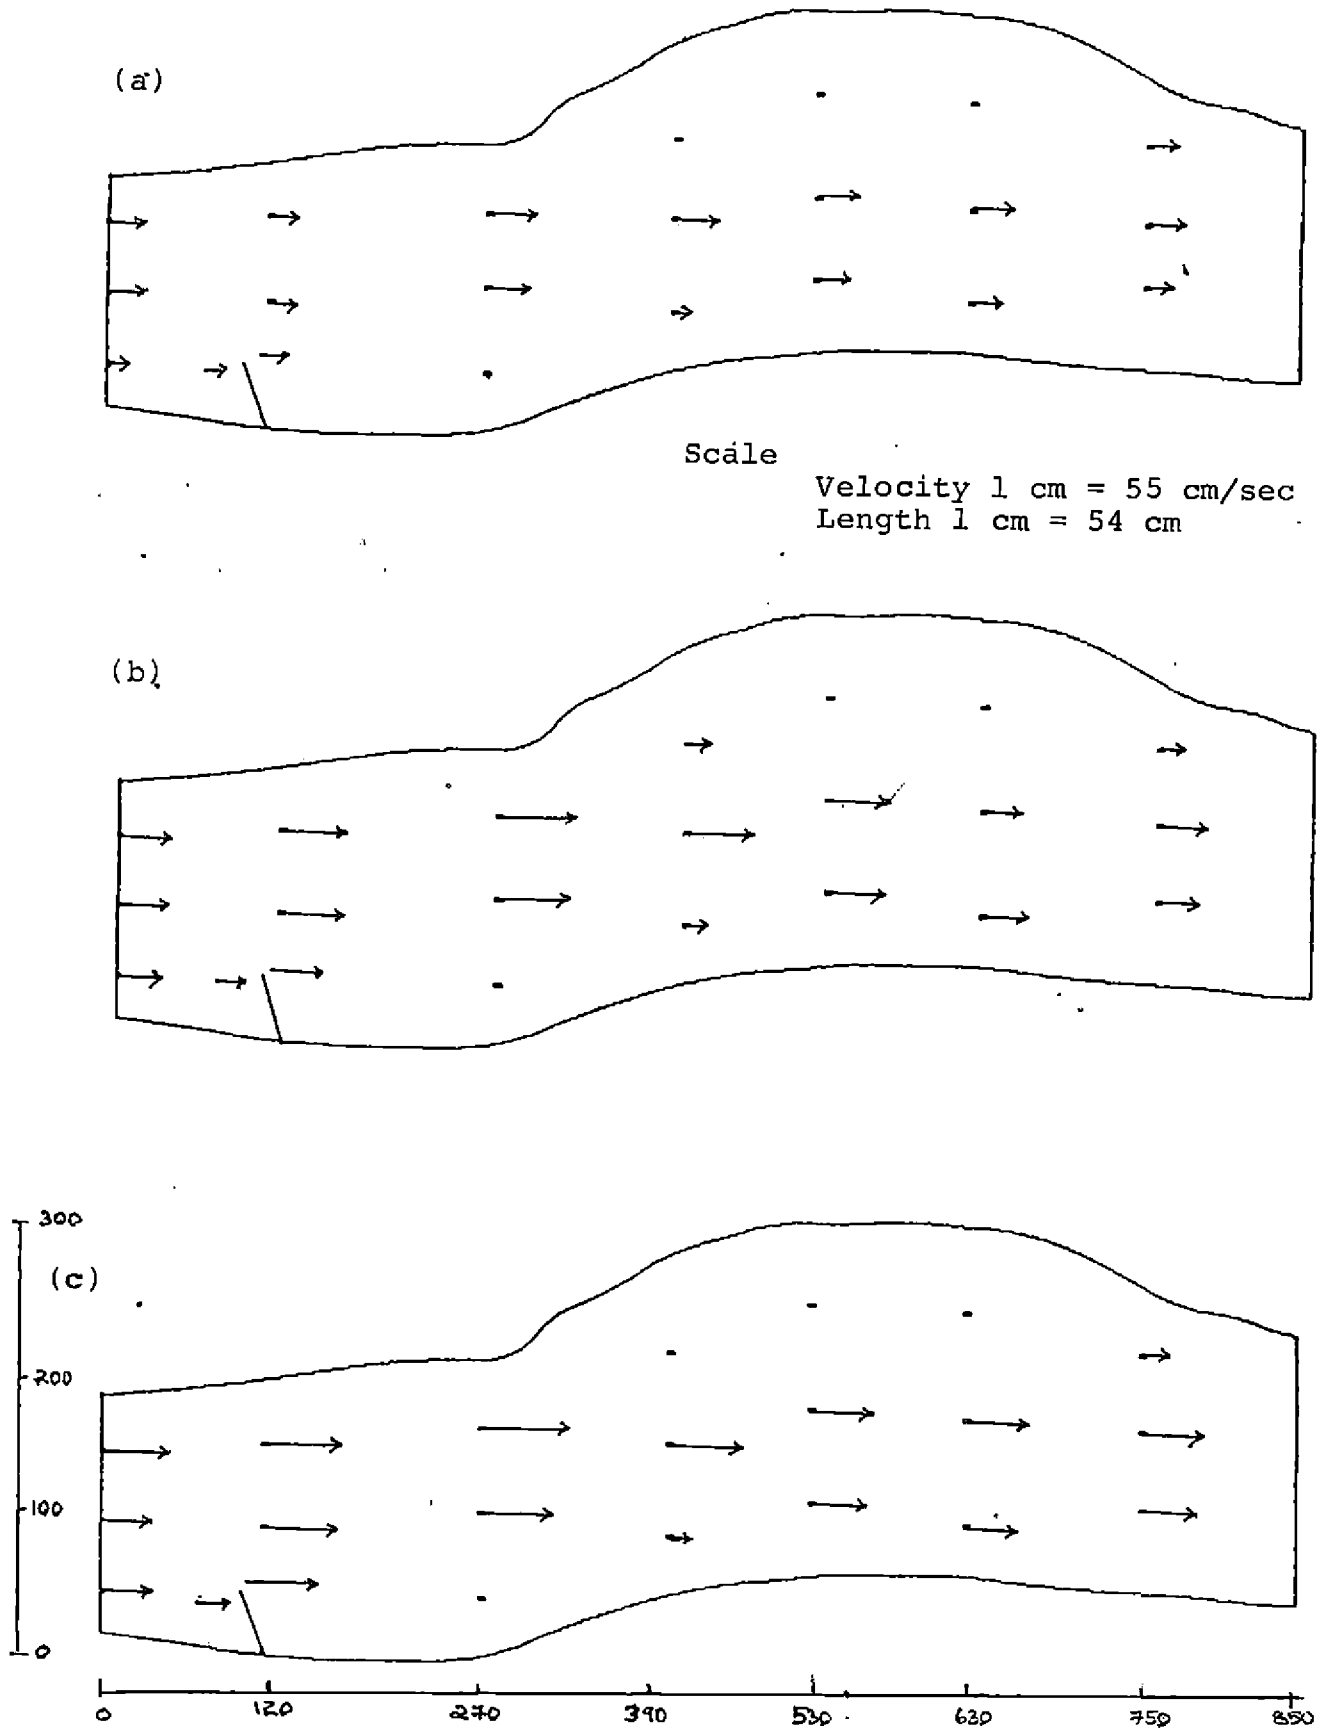 (a)
Scale
Velocity 1 cm = 55 cm/sec
Length 1 cm = 54 cm
(b)
300
(c)
200
100
0
0 120 270 390 530 630 750 850